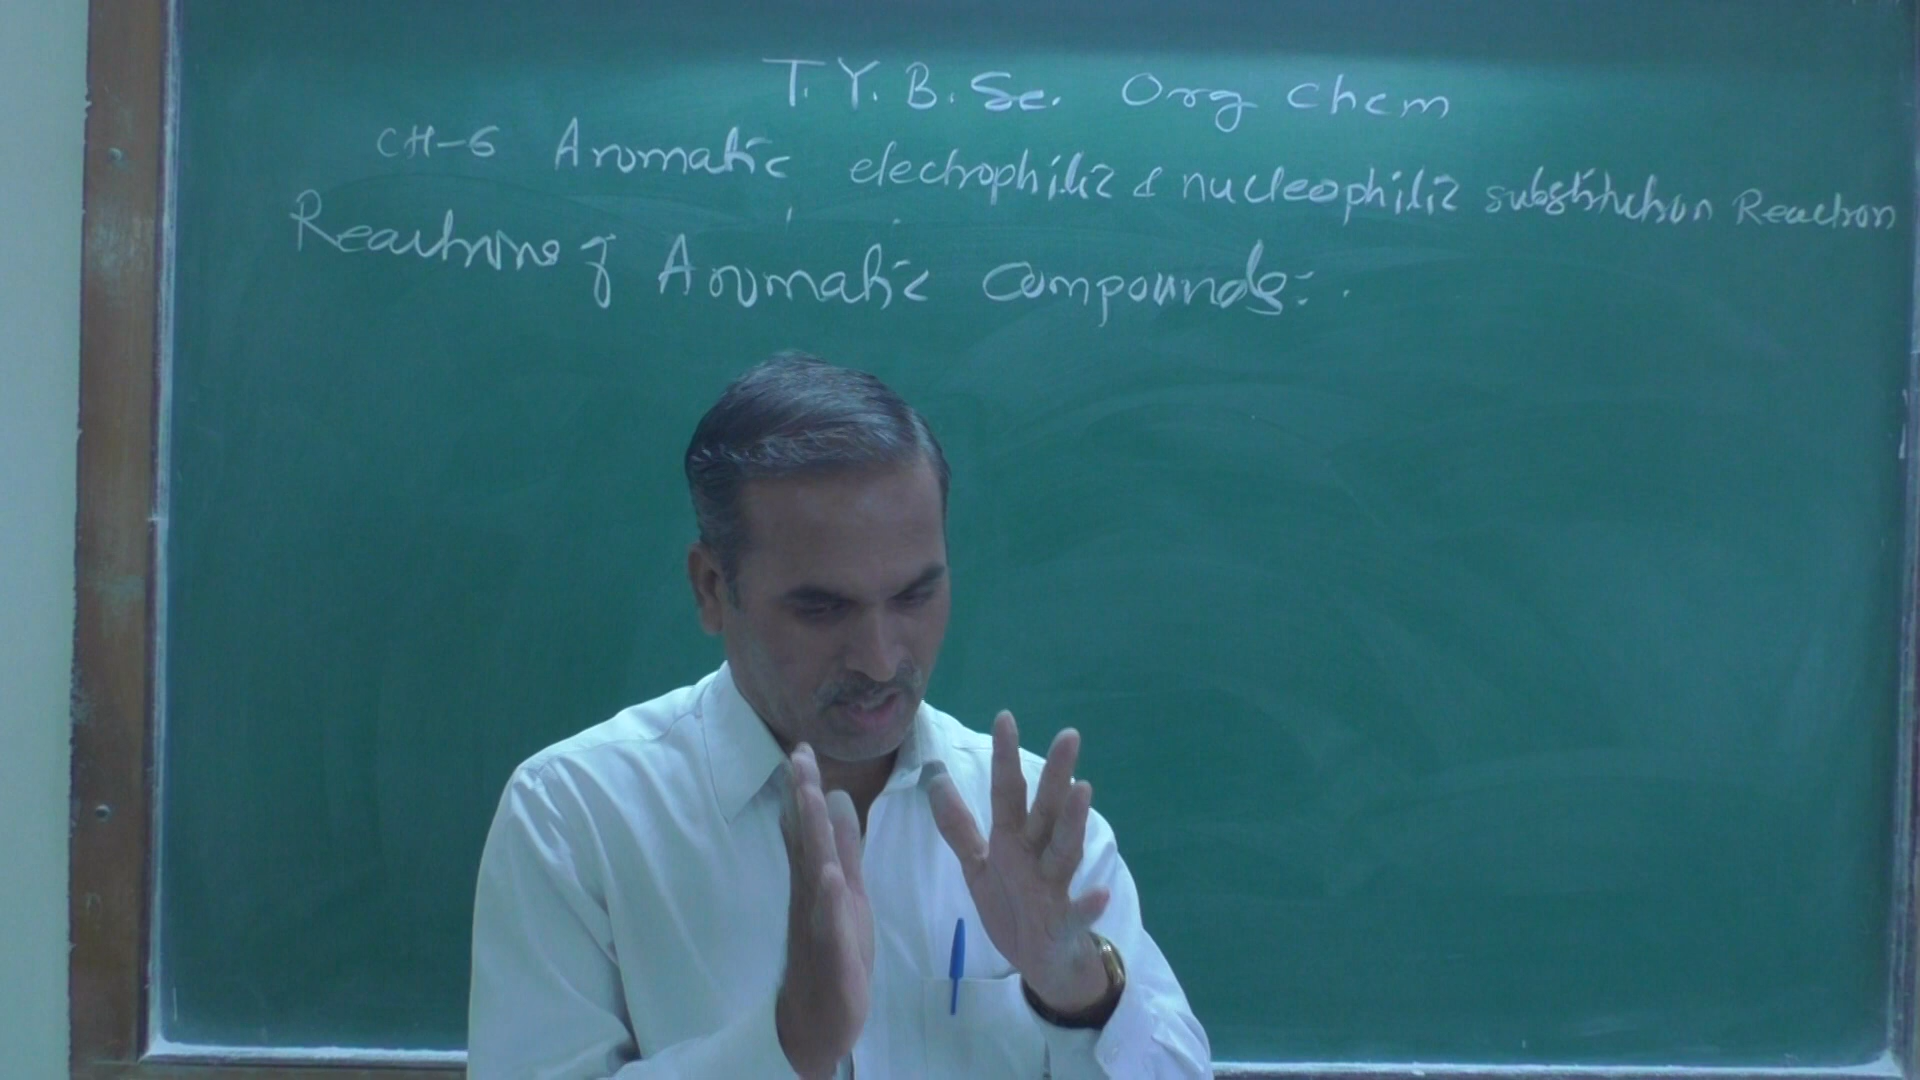 T.Y. B.Sc. Org Chem
CH-6 Aromatic electrophilic & nucleophilic substitution Reaction
Reactions of Aromatic Compounds:-